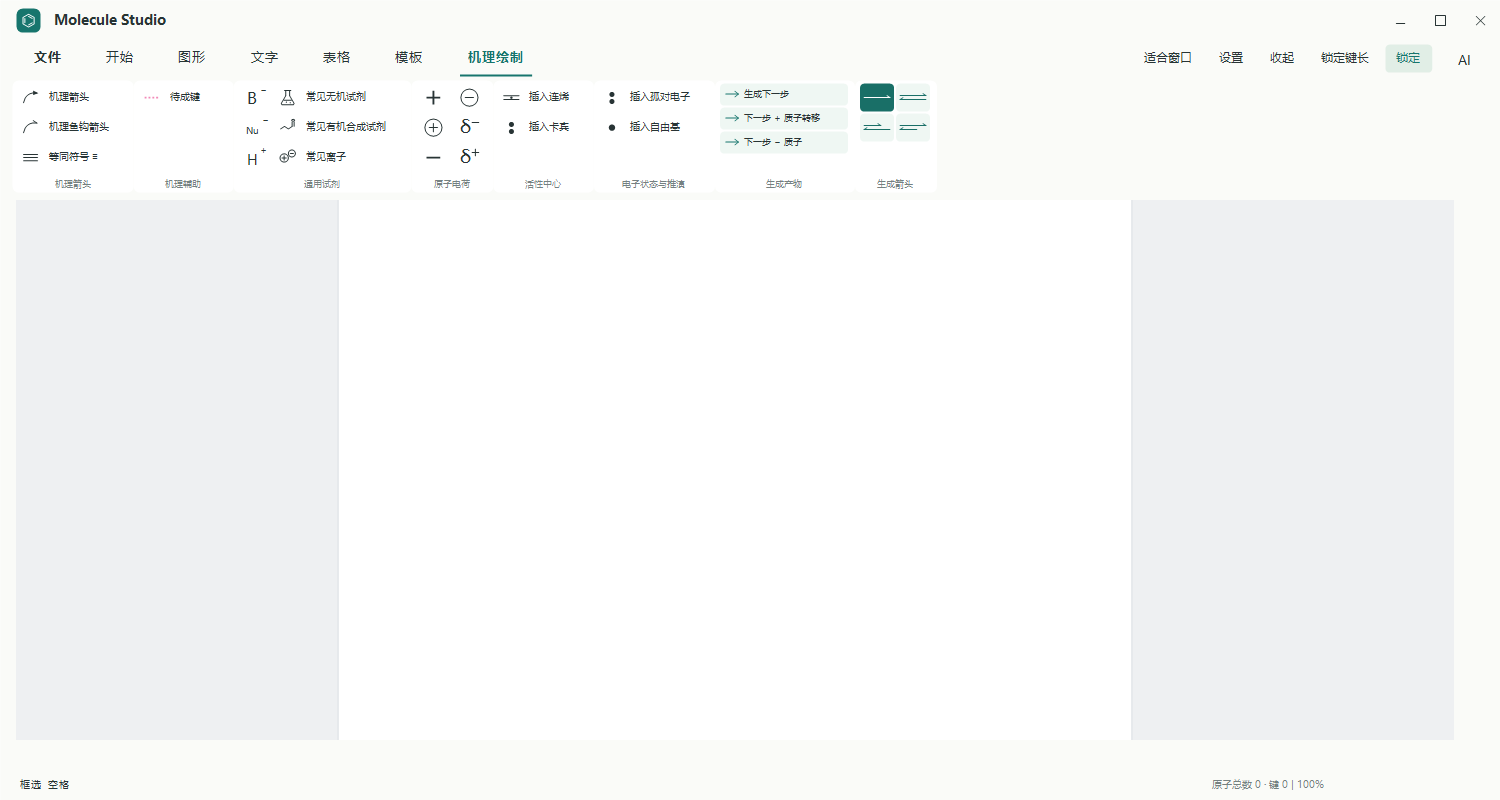 Molecule Studio
文件 开始 图形 文字 表格 模板 机理绘制 适合窗口 设置 收起 锁定键长 锁定 AI
机理箭头 待成键 B⁻ 常见无机试剂 + ⊖ 插入连烯 插入孤对电子 生成下一步
机理鱼钩箭头 Nu⁻ 常见有机合成试剂 ⊕ δ⁻ 插入卡宾 插入自由基 下一步 + 质子转移
等同符号 ≡ H⁺ 常见离子 − δ⁺ 下一步 − 质子
机理箭头 机理辅助 通用试剂 原子电荷 活性中心 电子状态与推演 生成产物 生成箭头
框选 空格 原子总数 0 · 键 0 | 100%